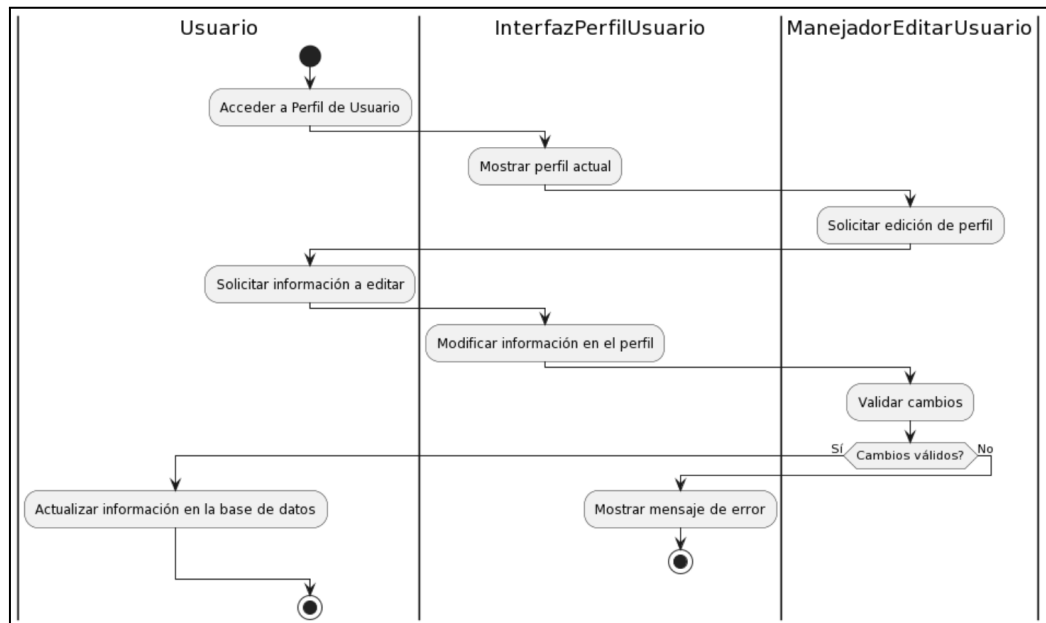 Usuario
InterfazPerfilUsuario
ManejadorEditarUsuario
Acceder a Perfil de Usuario
Mostrar perfil actual
Solicitar edición de perfil
Solicitar información a editar
Modificar información en el perfil
Validar cambios
Sí
Cambios válidos?
No
Actualizar información en la base de datos
Mostrar mensaje de error